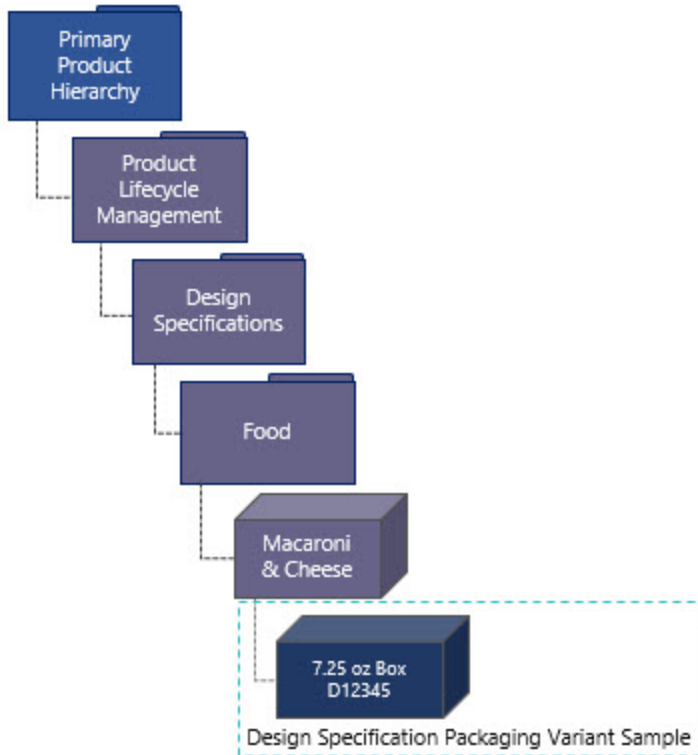 Primary
Product
Hierarchy
Product
Lifecycle
Management
Design
Specifications
Food
Macaroni
& Cheese
7.25 oz Box
D12345
Design Specification Packaging Variant Sample